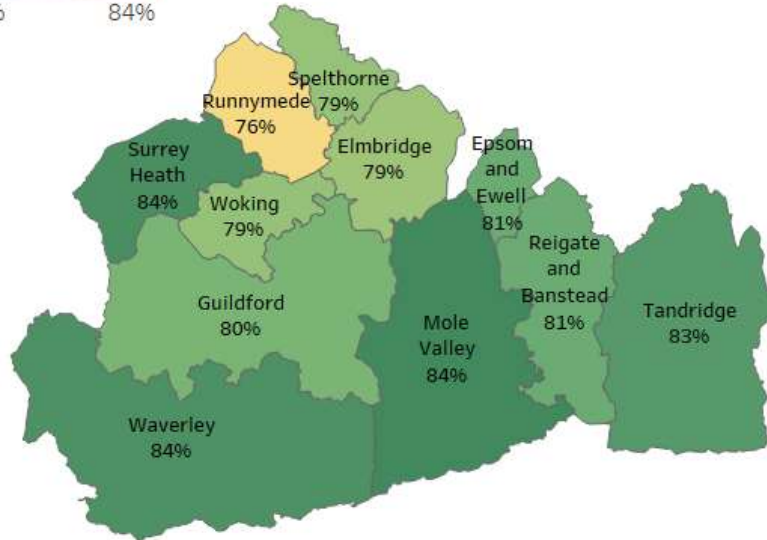 % 84%
Spelthorne
79%
Runnymede
76%
Elmbridge
79%
Epsom
and
Ewell
81%
Surrey
Heath
84%
Woking
79%
Reigate
and
Banstead
81%
Guildford
80%
Mole
Valley
84%
Tandridge
83%
Waverley
84%